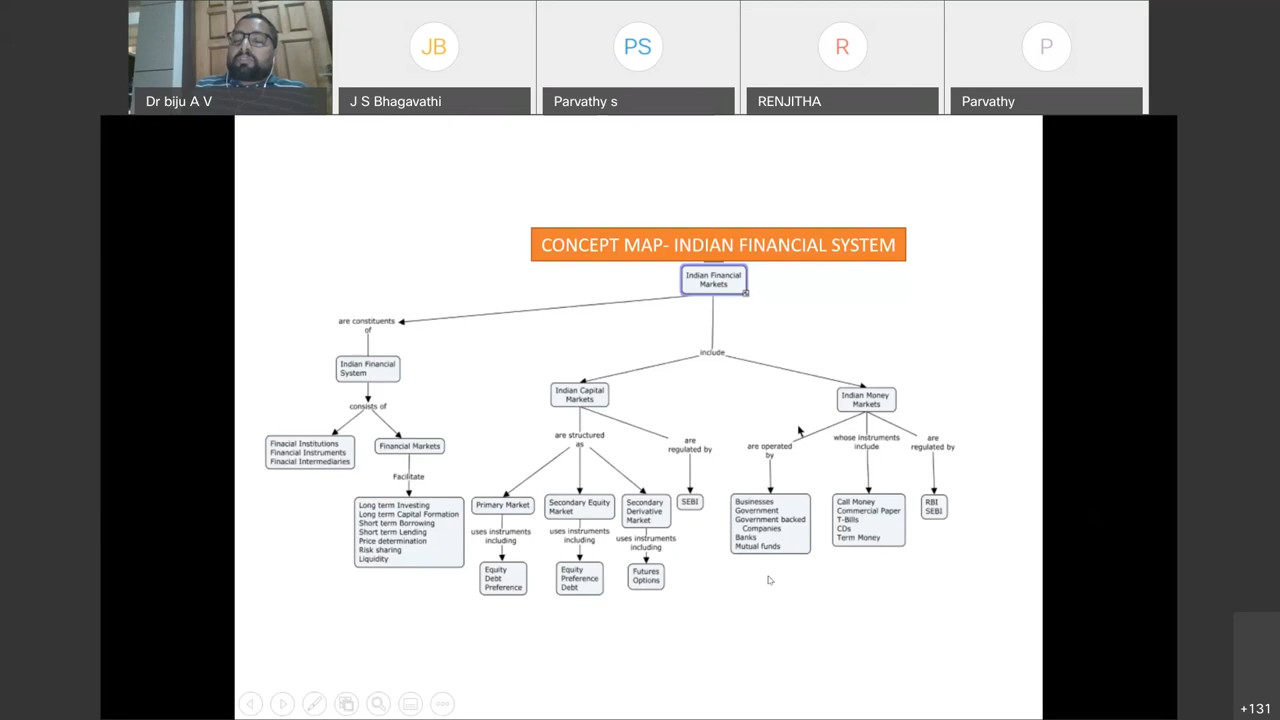 JB
PS
R
P
Dr biju A V
J S Bhagavathi
Parvathy s
RENJITHA
Parvathy
CONCEPT MAP- INDIAN FINANCIAL SYSTEM
Indian Financial
Markets
are constituents
of
include
Indian Financial
System
consists of
Finacial Institutions
Financial Instruments
Finacial Intermediaries
Financial Markets
Facilitate
Long term Investing
Long term Capital Formation
Short term Borrowing
Short term Lending
Price determination
Risk sharing
Liquidity
Indian Capital
Markets
are structured
as
are
regulated by
Primary Market
Secondary Equity
Market
Secondary
Derivative
Market
SEBI
uses instruments
including
uses instruments
including
uses instruments
including
Equity
Debt
Preference
Equity
Preference
Debt
Futures
Options
Indian Money
Markets
are operated
by
whose instruments
include
are
regulated by
Businesses
Government
Government backed
Companies
Banks
Mutual funds
Call Money
Commercial Paper
T-Bills
CDs
Term Money
RBI
SEBI
+131